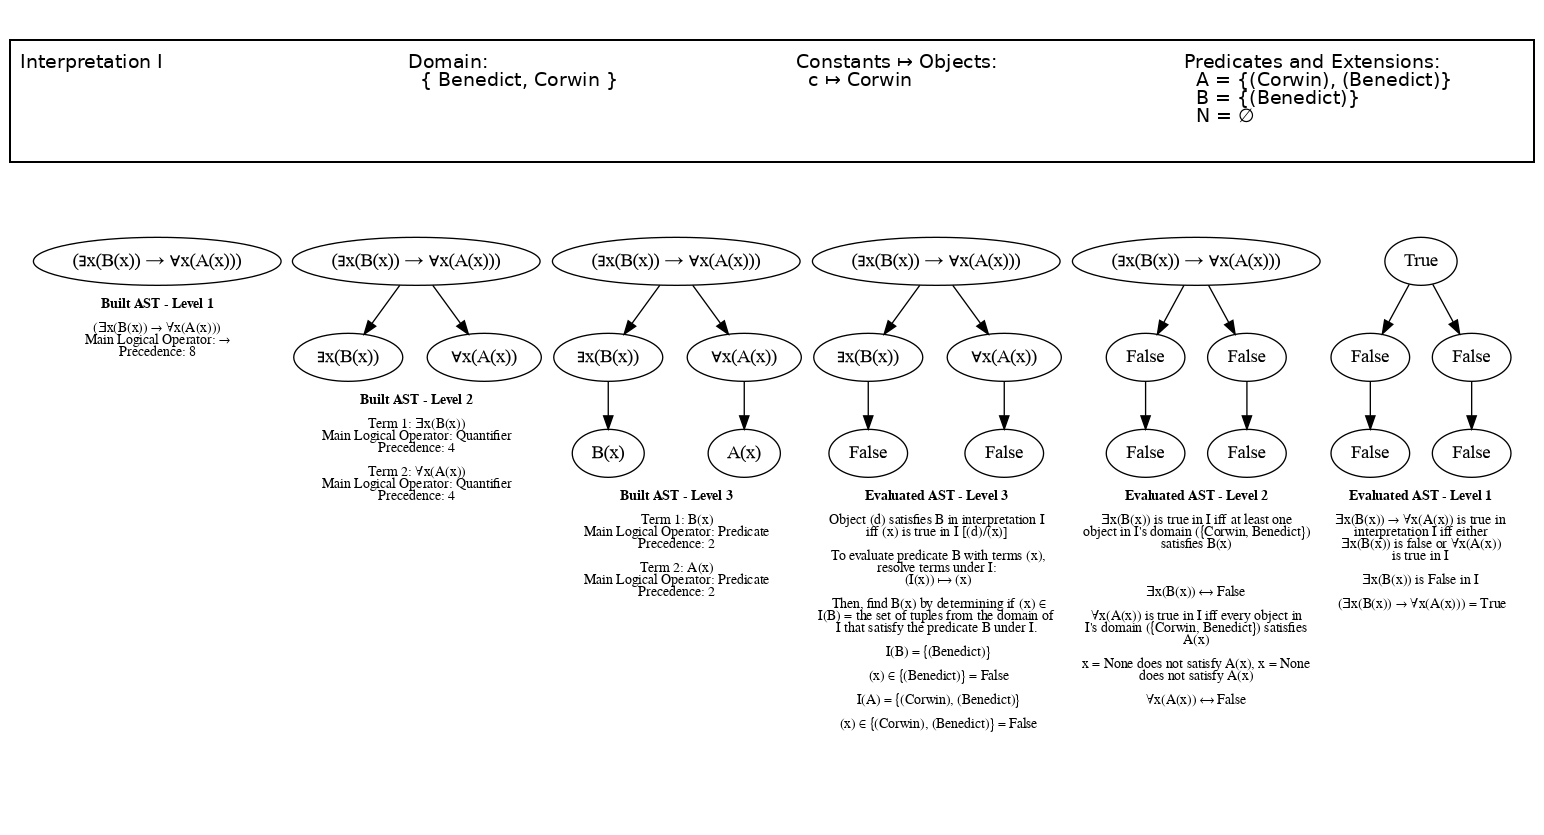 Interpretation I
Domain:
{ Benedict, Corwin }
Constants ↦ Objects:
c ↦ Corwin
Predicates and Extensions:
A = {(Corwin), (Benedict)}
B = {(Benedict)}
N = ∅
(∃x(B(x)) → ∀x(A(x)))
Built AST - Level 1
(∃x(B(x)) → ∀x(A(x)))
Main Logical Operator: →
Precedence: 8
(∃x(B(x)) → ∀x(A(x)))
∃x(B(x))
∀x(A(x))
Built AST - Level 2
Term 1: ∃x(B(x))
Main Logical Operator: Quantifier
Precedence: 4
Term 2: ∀x(A(x))
Main Logical Operator: Quantifier
Precedence: 4
(∃x(B(x)) → ∀x(A(x)))
∃x(B(x))
∀x(A(x))
B(x)
A(x)
Built AST - Level 3
Term 1: B(x)
Main Logical Operator: Predicate
Precedence: 2
Term 2: A(x)
Main Logical Operator: Predicate
Precedence: 2
(∃x(B(x)) → ∀x(A(x)))
∃x(B(x))
∀x(A(x))
False
False
Evaluated AST - Level 3
Object (d) satisfies B in interpretation I
iff (x) is true in I [(d)/(x)]
To evaluate predicate B with terms (x),
resolve terms under I:
(I(x)) ↦ (x)
Then, find B(x) by determining if (x) ∈
I(B) = the set of tuples from the domain of
I that satisfy the predicate B under I.
I(B) = {(Benedict)}
(x) ∈ {(Benedict)} = False
I(A) = {(Corwin), (Benedict)}
(x) ∈ {(Corwin), (Benedict)} = False
(∃x(B(x)) → ∀x(A(x)))
False
False
False
False
Evaluated AST - Level 2
∃x(B(x)) is true in I iff at least one
object in I's domain ({Corwin, Benedict})
satisfies B(x)
∃x(B(x)) ↔ False
∀x(A(x)) is true in I iff every object in
I's domain ({Corwin, Benedict}) satisfies
A(x)
x = None does not satisfy A(x), x = None
does not satisfy A(x)
∀x(A(x)) ↔ False
True
False
False
False
False
Evaluated AST - Level 1
∃x(B(x)) → ∀x(A(x)) is true in
interpretation I iff either
∃x(B(x)) is false or ∀x(A(x))
is true in I
∃x(B(x)) is False in I
(∃x(B(x)) → ∀x(A(x))) = True